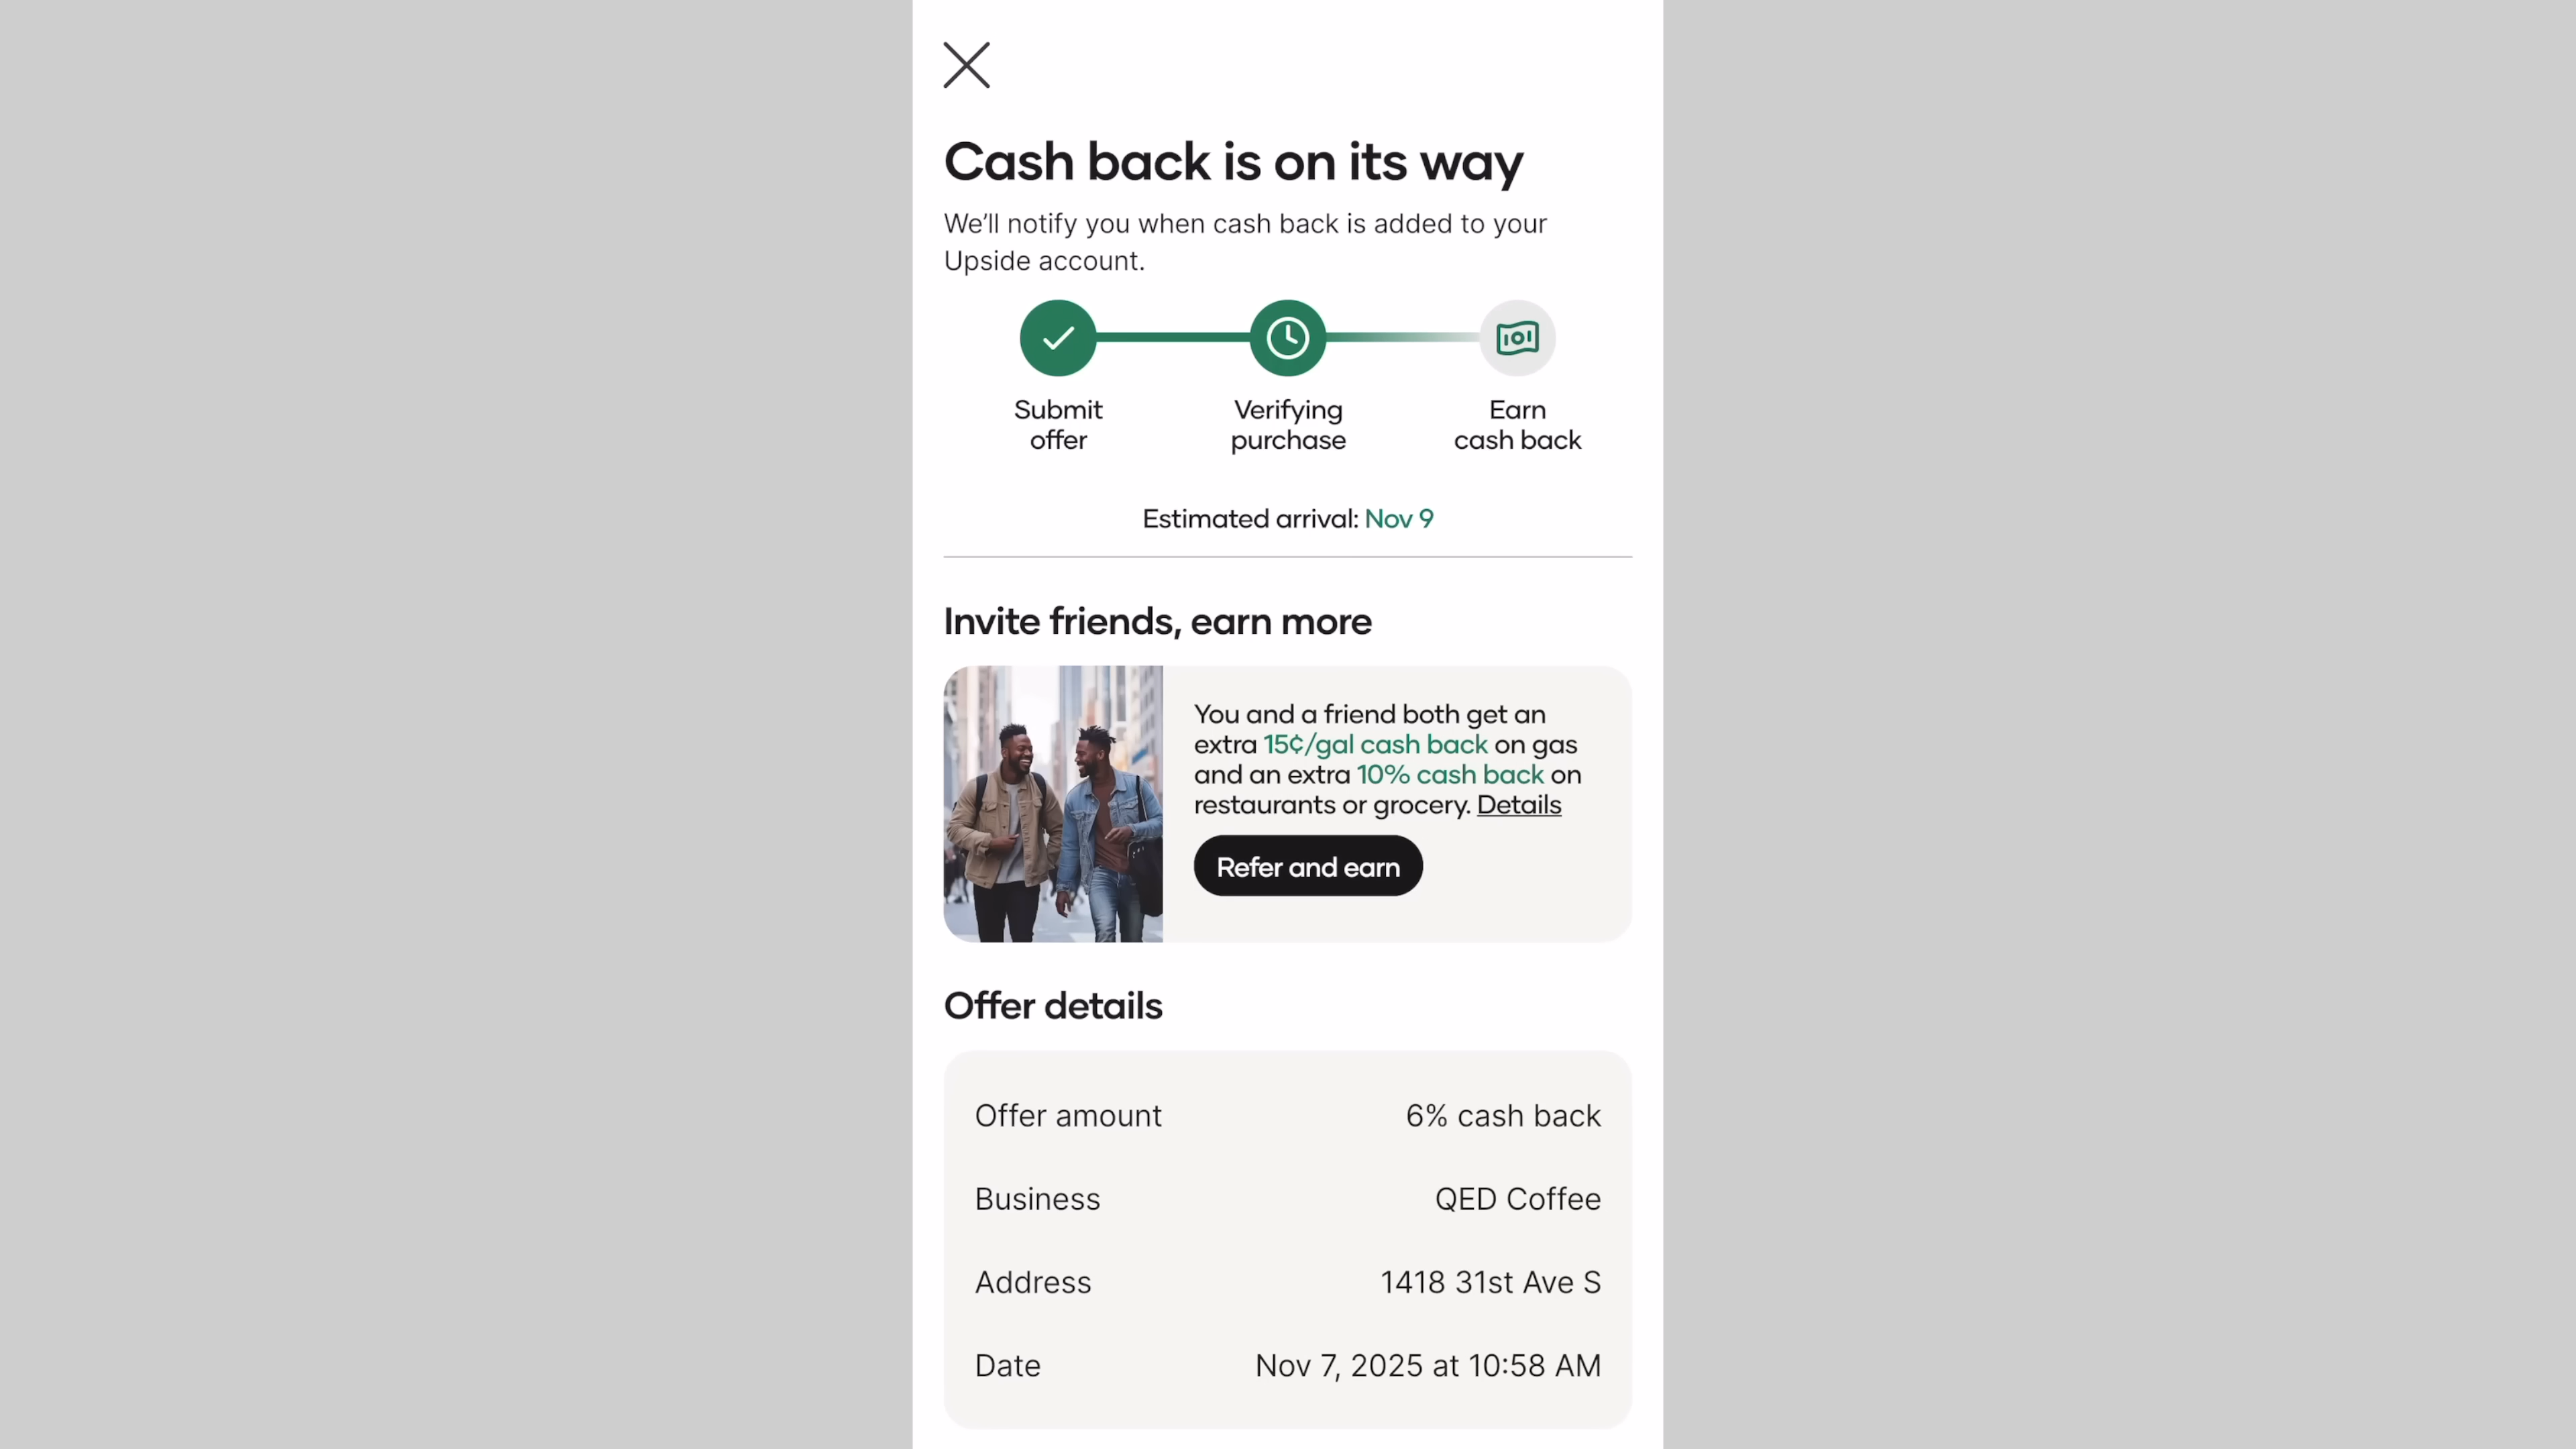 Cash back is on its way
We'll notify you when cash back is added to your
Upside account.
Submit
offer
Verifying
purchase
Earn
cash back
Estimated arrival: Nov 9
Invite friends, earn more
You and a friend both get an
extra 15¢/gal cash back on gas
and an extra 10% cash back on
restaurants or grocery. Details
Refer and earn
Offer details
Offer amount 6% cash back
Business QED Coffee
Address 1418 31st Ave S
Date Nov 7, 2025 at 10:58 AM